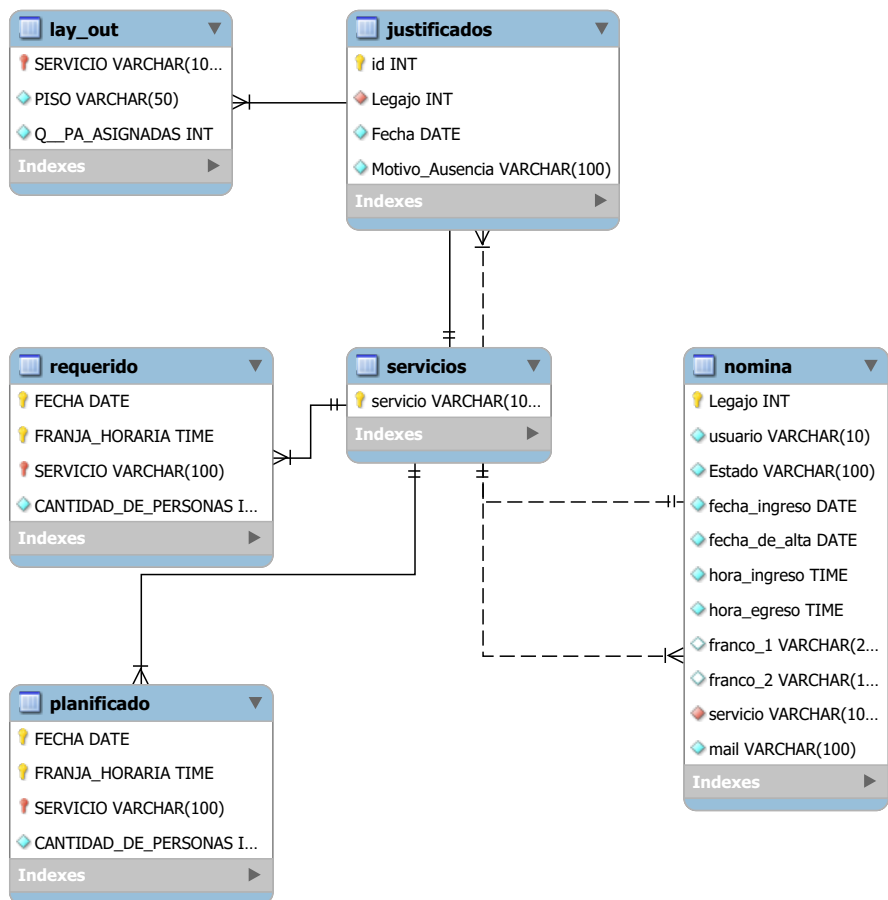 lay_out
SERVICIO VARCHAR(10...
PISO VARCHAR(50)
Q__PA_ASIGNADAS INT
Indexes
justificados
id INT
Legajo INT
Fecha DATE
Motivo_Ausencia VARCHAR(100)
Indexes
requerido
FECHA DATE
FRANJA_HORARIA TIME
SERVICIO VARCHAR(100)
CANTIDAD_DE_PERSONAS I...
Indexes
servicios
servicio VARCHAR(10...
Indexes
nomina
Legajo INT
usuario VARCHAR(10)
Estado VARCHAR(100)
fecha_ingreso DATE
fecha_de_alta DATE
hora_ingreso TIME
hora_egreso TIME
franco_1 VARCHAR(2...
franco_2 VARCHAR(1...
servicio VARCHAR(10...
mail VARCHAR(100)
Indexes
planificado
FECHA DATE
FRANJA_HORARIA TIME
SERVICIO VARCHAR(100)
CANTIDAD_DE_PERSONAS I...
Indexes